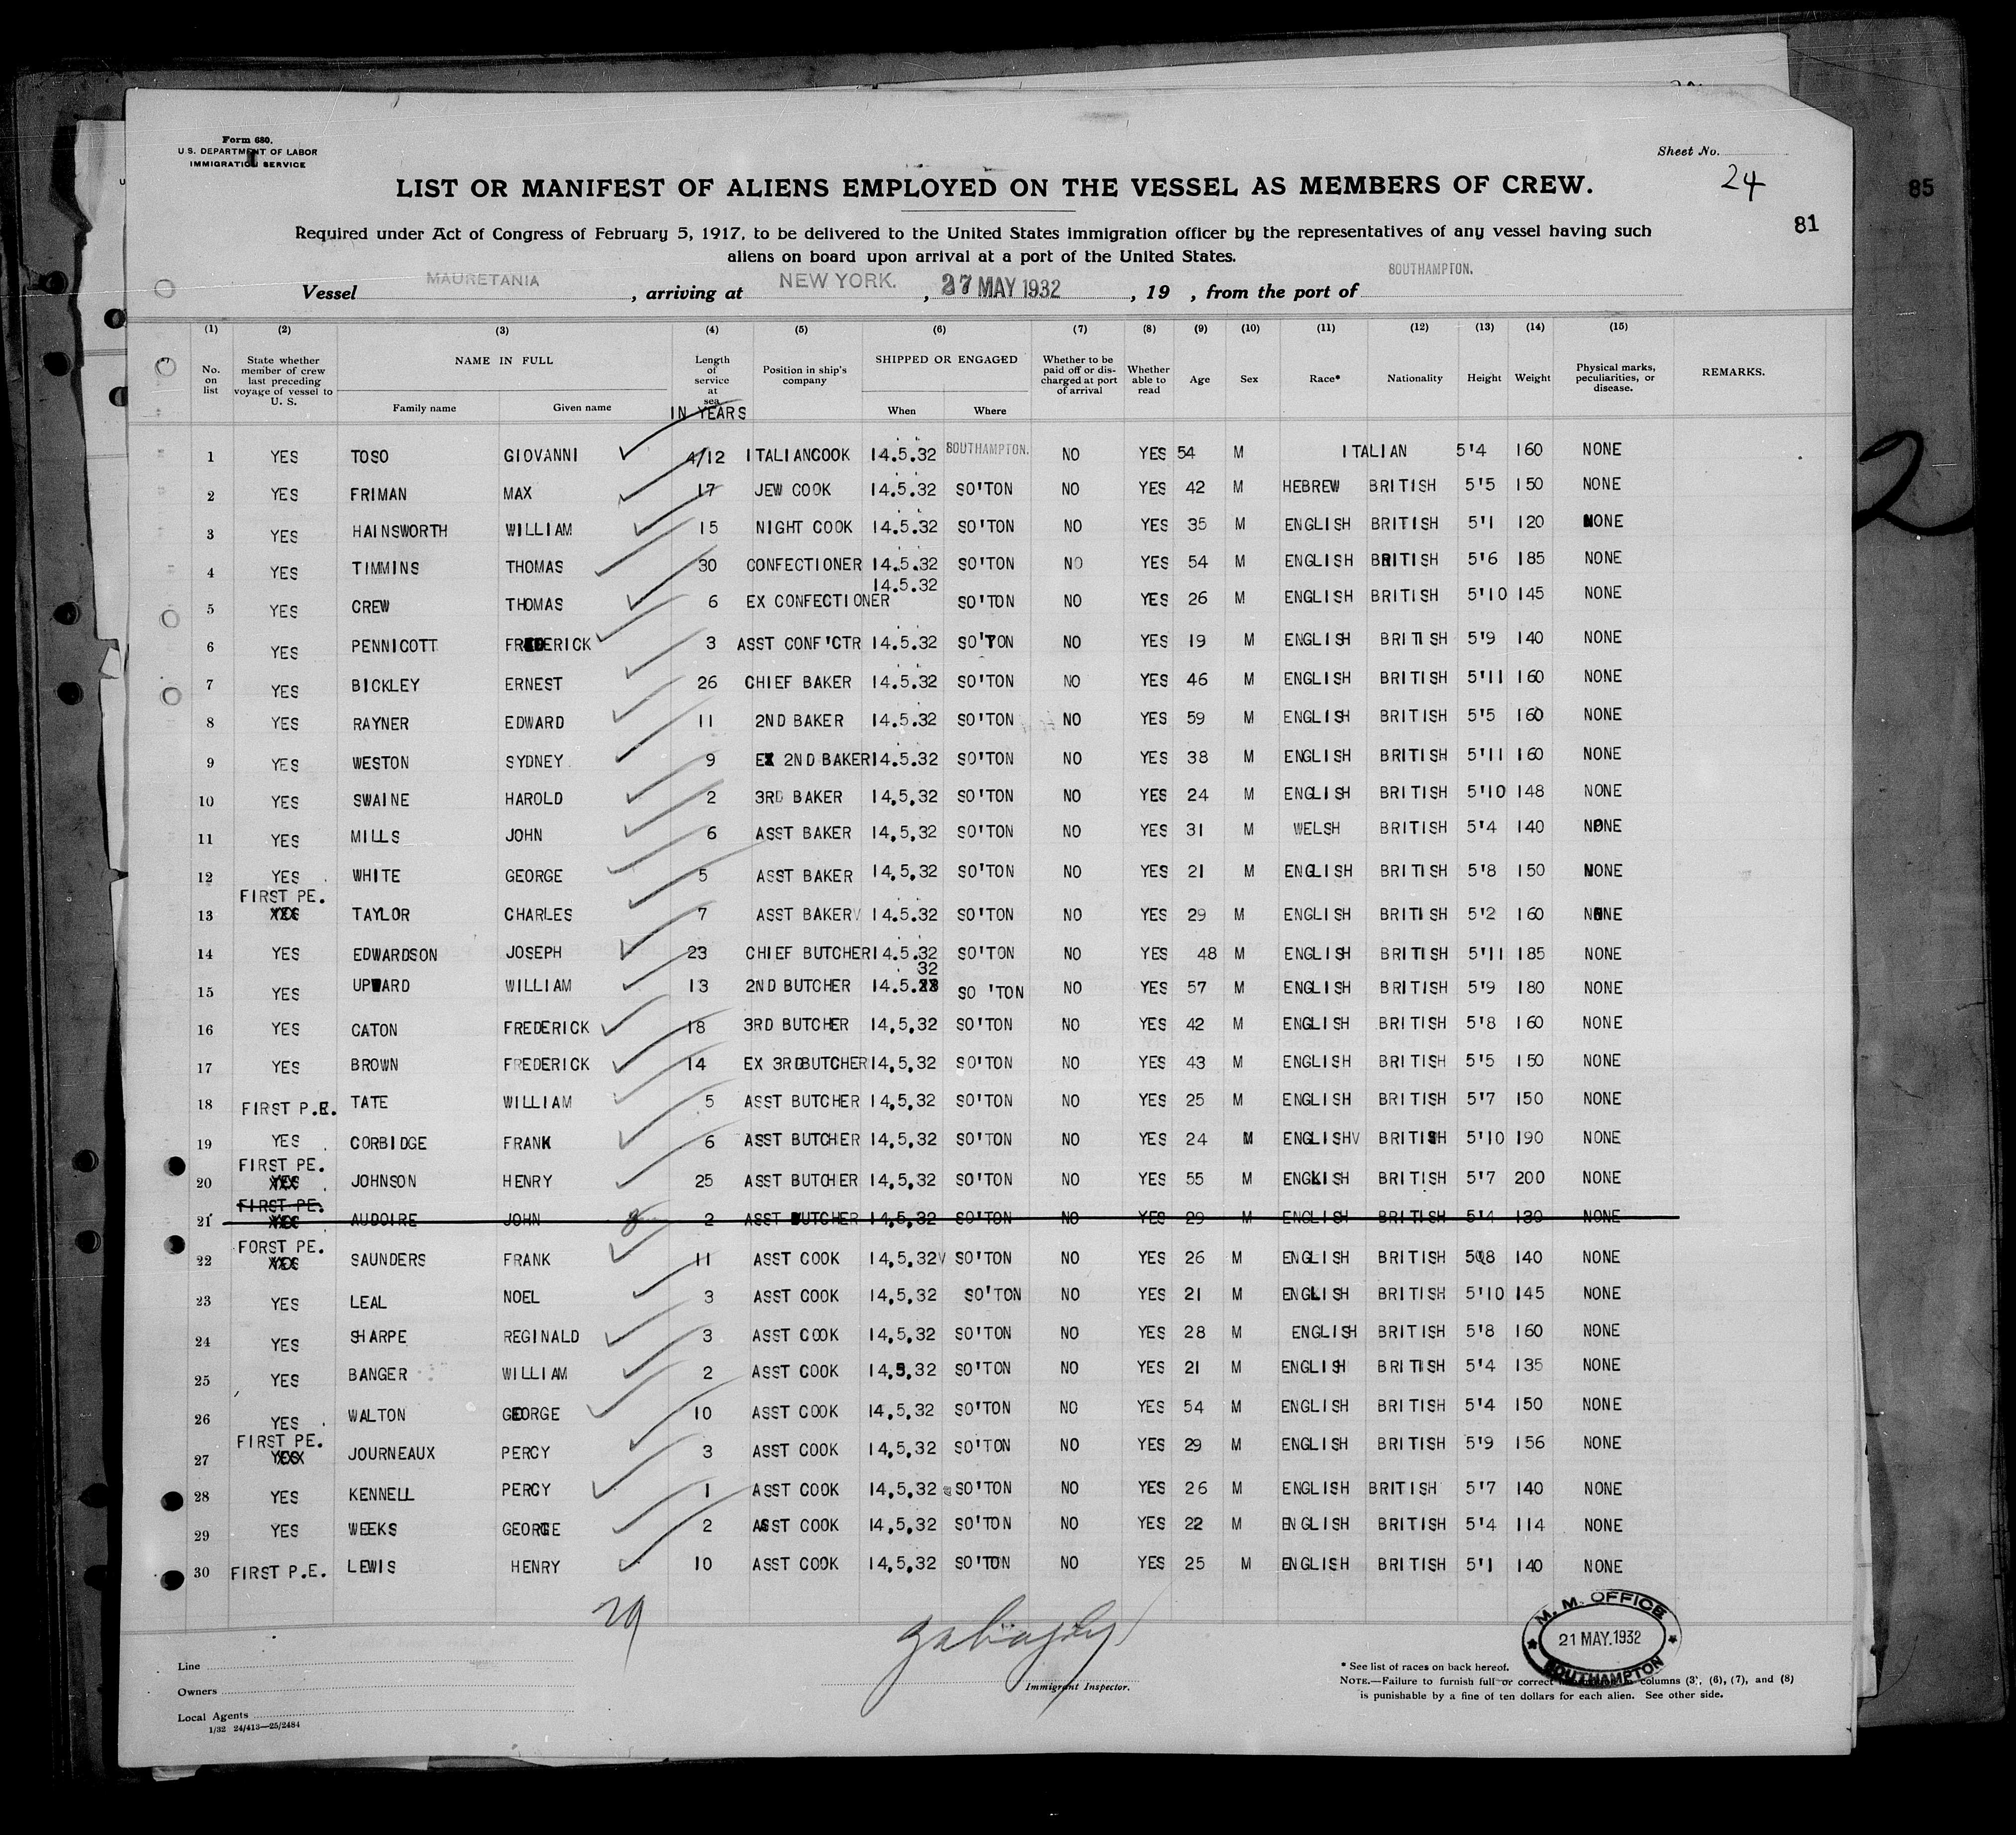 Form 680.
U.S. DEPARTMENT OF LABOR
IMMIGRATION SERVICE
Sheet No.
24
85
81
LIST OR MANIFEST OF ALIENS EMPLOYED ON THE VESSEL AS MEMBERS OF CREW.
Required under Act of Congress of February 5, 1917, to be delivered to the United States immigration officer by the representatives of any vessel having such
aliens on board upon arrival at a port of the United States.
Vessel MAURETANIA, arriving at NEW YORK., 27 MAY 1932, 19 , from the port of SOUTHAMPTON.
(1) (2) (3) (4) (5) (6) (7) (8) (9) (10) (11) (12) (13) (14) (15)
No. on list State whether member of crew last preceding voyage of vessel to U. S. NAME IN FULL Family name Given name Length of service at sea IN YEARS Position in ship's company SHIPPED OR ENGAGED When Where Whether to be paid off or discharged at port of arrival Whether able to read Age Sex Race* Nationality Height Weight Physical marks, peculiarities, or disease. REMARKS.
1 YES TOSO GIOVANNI 4/12 ITALIANCOOK 14.5.32 SOUTHAMPTON. NO YES 54 M ITALIAN 5'4 160 NONE
2 YES FRIMAN MAX 17 JEW COOK 14.5.32 SO'TON NO YES 42 M HEBREW BRITISH 5'5 150 NONE
3 YES HAINSWORTH WILLIAM 15 NIGHT COOK 14.5.32 SO'TON NO YES 35 M ENGLISH BRITISH 5'1 120 NONE
4 YES TIMMINS THOMAS 30 CONFECTIONER 14.5.32 SO'TON NO YES 54 M ENGLISH BRITISH 5'6 185 NONE
5 YES CREW THOMAS 6 EX CONFECTIONER 14.5.32 SO'TON NO YES 26 M ENGLISH BRITISH 5'10 145 NONE
6 YES PENNICOTT FREDERICK 3 ASST CONF'CTR 14.5.32 SO'TON NO YES 19 M ENGLISH BRITISH 5'9 140 NONE
7 YES BICKLEY ERNEST 26 CHIEF BAKER 14.5.32 SO'TON NO YES 46 M ENGLISH BRITISH 5'11 160 NONE
8 YES RAYNER EDWARD 11 2ND BAKER 14.5.32 SO'TON NO YES 59 M ENGLISH BRITISH 5'5 160 NONE
9 YES WESTON SYDNEY 9 EX 2ND BAKER 14.5.32 SO'TON NO YES 38 M ENGLISH BRITISH 5'11 160 NONE
10 YES SWAINE HAROLD 2 3RD BAKER 14,5,32 SO'TON NO YES 24 M ENGLISH BRITISH 5'10 148 NONE
11 YES MILLS JOHN 6 ASST BAKER 14,5,32 SO'TON NO YES 31 M WELSH BRITISH 5'4 140 NONE
12 YES WHITE GEORGE 5 ASST BAKER 14,5,32 SO'TON NO YES 21 M ENGLISH BRITISH 5'8 150 NONE
13 FIRST PE. YES TAYLOR CHARLES 7 ASST BAKERV 14.5.32 SO'TON NO YES 29 M ENGLISH BRITISH 5'2 160 NONE
14 YES EDWARDSON JOSEPH 23 CHIEF BUTCHER 14.5.32 SO'TON NO YES 48 M ENGLISH BRITISH 5'11 185 NONE
15 YES UPWARD WILLIAM 13 2ND BUTCHER 14.5.32 SO 'TON NO YES 57 M ENGLISH BRITISH 5'9 180 NONE
16 YES CATON FREDERICK 18 3RD BUTCHER 14,5,32 SO'TON NO YES 42 M ENGLISH BRITISH 5'8 160 NONE
17 YES BROWN FREDERICK 14 EX 3RDBUTCHER 14,5,32 SO'TON NO YES 43 M ENGLISH BRITISH 5'5 150 NONE
18 FIRST P.E. TATE WILLIAM 5 ASST BUTCHER 14,5,32 SO'TON NO YES 25 M ENGLISH BRITISH 5'7 150 NONE
19 YES CORBIDGE FRANK 6 ASST BUTCHER 14,5,32 SO'TON NO YES 24 M ENGLISHV BRITISH 5'10 190 NONE
20 FIRST PE. YES JOHNSON HENRY 25 ASST BUTCHER 14,5,32 SO'TON NO YES 55 M ENGKISH BRITISH 5'7 200 NONE
21 FIRST PE. YES AUDOIRE JOHN 2 ASST BUTCHER 14,5,32 SO'TON NO YES 29 M ENGLISH BRITISH 5'4 130 NONE
22 FORST PE. YES SAUNDERS FRANK 11 ASST COOK 14,5,32V SO'TON NO YES 26 M ENGLISH BRITISH 508 140 NONE
23 YES LEAL NOEL 3 ASST COOK 14,5,32 SO'TON NO YES 21 M ENGLISH BRITISH 5'10 145 NONE
24 YES SHARPE REGINALD 3 ASST COOK 14,5,32 SO'TON NO YES 28 M ENGLISH BRITISH 5'8 160 NONE
25 YES BANGER WILLIAM 2 ASST COOK 14,5,32 SO'TON NO YES 21 M ENGLISH BRITISH 5'4 135 NONE
26 YES WALTON GEORGE 10 ASST COOK 14,5,32 SO'TON NO YES 54 M ENGLISH BRITISH 5'4 150 NONE
27 FIRST PE. YES JOURNEAUX PERCY 3 ASST COOK 14,5,32 SO'TON NO YES 29 M ENGLISH BRITISH 5'9 156 NONE
28 YES KENNELL PERCY 1 ASST COOK 14,5,32 SO'TON NO YES 26 M ENGLISH BRITISH 5'7 140 NONE
29 YES WEEKS GEORGE 2 ASST COOK 14,5,32 SO'TON NO YES 22 M ENGLISH BRITISH 5'4 114 NONE
30 FIRST P.E. LEWIS HENRY 10 ASST COOK 14,5,32 SO'TON NO YES 25 M ENGLISH BRITISH 5'1 140 NONE
29
M. M. OFFICE
21 MAY.1932
SOUTHAMPTON
Line
Owners
Local Agents
1/32 24/413—25/2484
Immigrant Inspector.
* See list of races on back hereof.
NOTE.—Failure to furnish full or correct columns (3), (6), (7), and (8)
is punishable by a fine of ten dollars for each alien. See other side.
2